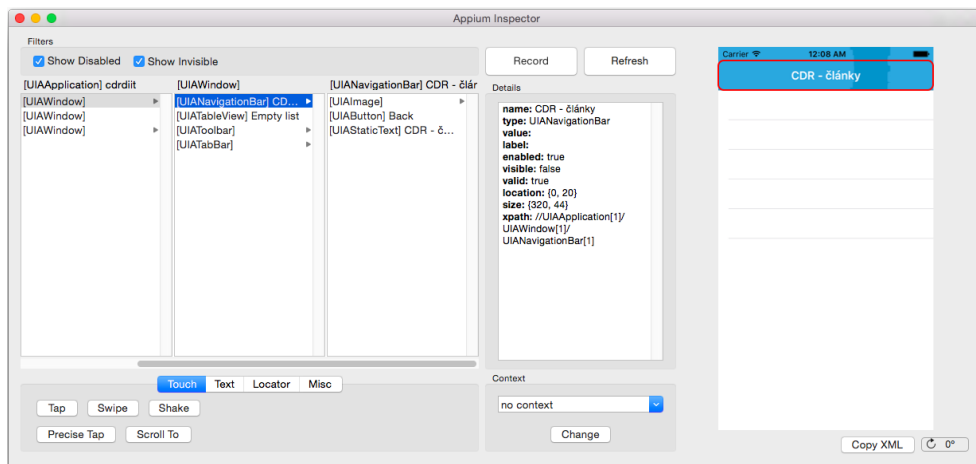 Appium Inspector
Filters
Show Disabled
Show Invisible
Record
Refresh
[UIAApplication] cdrdiit
[UIAWindow]
[UIANavigationBar] CDR - člár
[UIAWindow]
[UIAWindow]
[UIAWindow]
[UIANavigationBar] CD...
[UIATableView] Empty list
[UIAToolbar]
[UIATabBar]
[UIAImage]
[UIAButton] Back
[UIAStaticText] CDR - č...
Details
name: CDR - články
type: UIANavigationBar
value:
label:
enabled: true
visible: false
valid: true
location: {0, 20}
size: {320, 44}
xpath: //UIAApplication[1]/
UIAWindow[1]/
UIANavigationBar[1]
Carrier
12:08 AM
CDR - články
Touch
Text
Locator
Misc
Tap
Swipe
Shake
Precise Tap
Scroll To
Context
no context
Change
Copy XML
0°